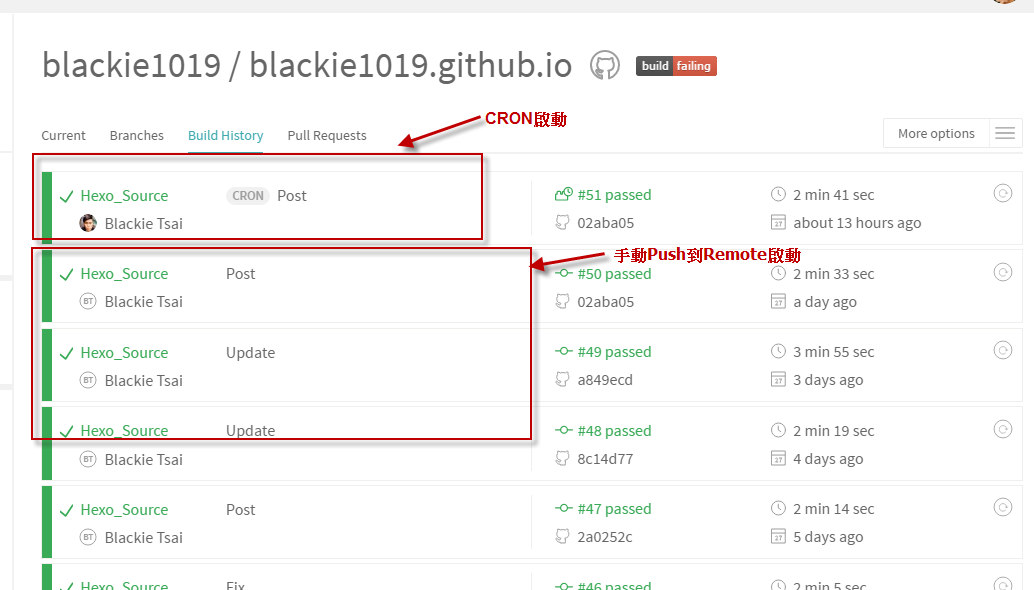 blackie1019 / blackie1019.github.io build failing
CRON啟動
Current Branches Build History Pull Requests More options
Hexo_Source CRON Post #51 passed 2 min 41 sec
Blackie Tsai 02aba05 27 about 13 hours ago
手動Push到Remote啟動
Hexo_Source Post #50 passed 2 min 33 sec
BT Blackie Tsai 02aba05 27 a day ago
Hexo_Source Update #49 passed 3 min 55 sec
BT Blackie Tsai a849ecd 27 3 days ago
Hexo_Source Update #48 passed 2 min 19 sec
BT Blackie Tsai 8c14d77 27 4 days ago
Hexo_Source Post #47 passed 2 min 14 sec
BT Blackie Tsai 2a0252c 27 5 days ago
Hexo_Source Fix #46 passed 2 min 5 sec